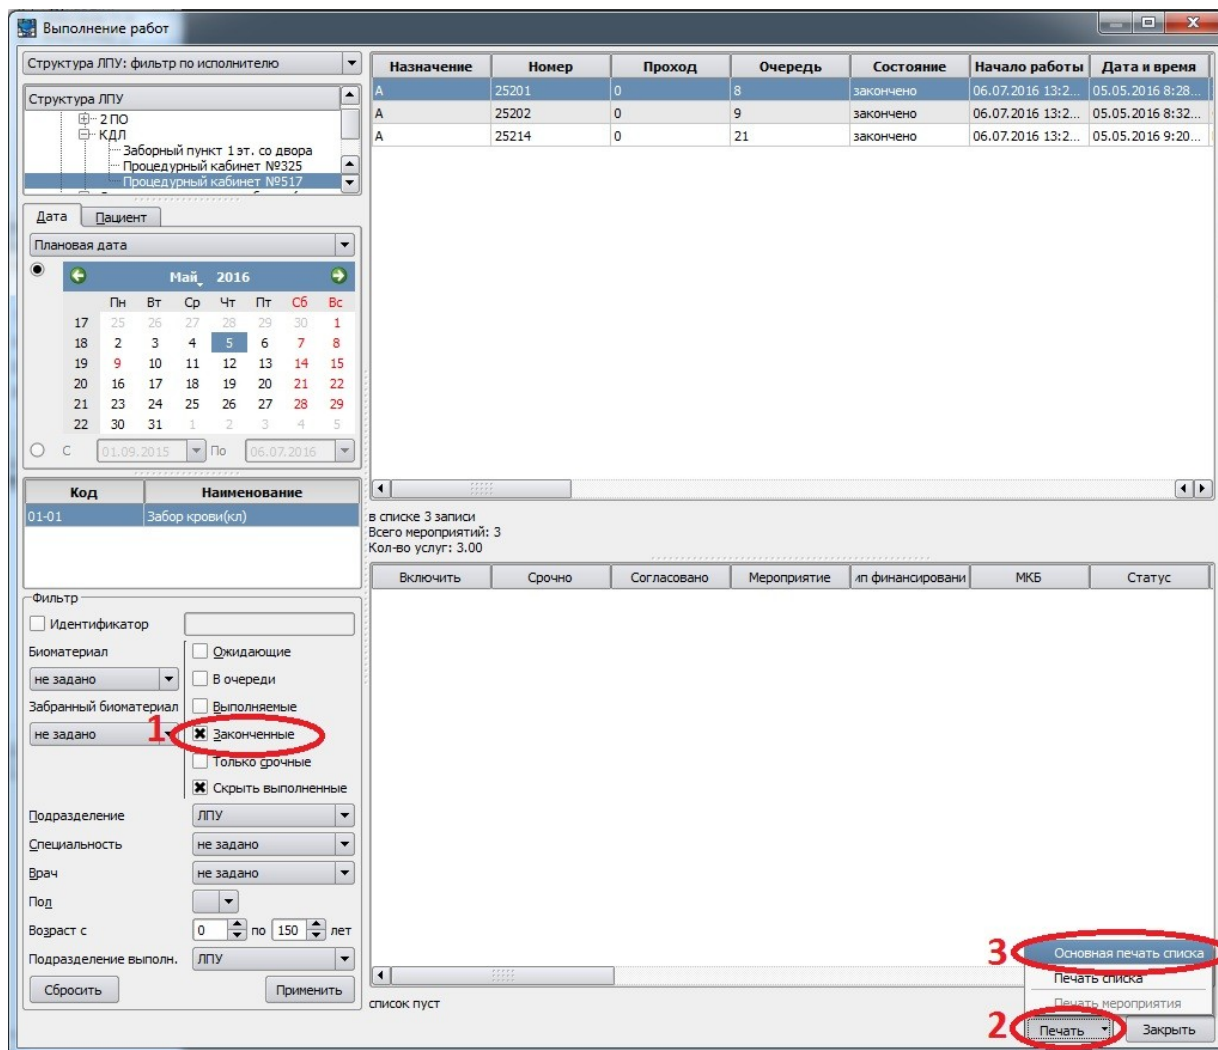 Выполнение работ
Структура ЛПУ: фильтр по исполнителю
Структура ЛПУ
2 ПО
КДЛ
Заборный пункт 1 эт. со двора
Процедурный кабинет №325
Процедурный кабинет №517
Дата Пациент
Плановая дата
Май, 2016
Пн Вт Ср Чт Пт Сб Вс
17 25 26 27 28 29 30 1
18 2 3 4 5 6 7 8
19 9 10 11 12 13 14 15
20 16 17 18 19 20 21 22
21 23 24 25 26 27 28 29
22 30 31 1 2 3 4 5
С 01.09.2015 По 06.07.2016
Код Наименование
01-01 Забор крови(кл)
Фильтр
Идентификатор
Биоматериал
не задано
Забранный биоматериал
не задано
1
Ожидающие
В очереди
Выполняемые
Законченные
Только срочные
Скрыть выполненные
Подразделение ЛПУ
Специальность не задано
Врач не задано
Пол
Возраст с 0 по 150 лет
Подразделение выполн. ЛПУ
Сбросить Применить
Назначение Номер Проход Очередь Состояние Начало работы Дата и время
А 25201 0 8 закончено 06.07.2016 13:2... 05.05.2016 8:28...
А 25202 0 9 закончено 06.07.2016 13:2... 05.05.2016 8:32...
А 25214 0 21 закончено 06.07.2016 13:2... 05.05.2016 9:20...
в списке 3 записи
Всего мероприятий: 3
Кол-во услуг: 3.00
Включить Срочно Согласовано Мероприятие ип финансировани МКБ Статус
список пуст
3 Основная печать списка
Печать списка
Печать мероприятия
2 Печать Закрыть